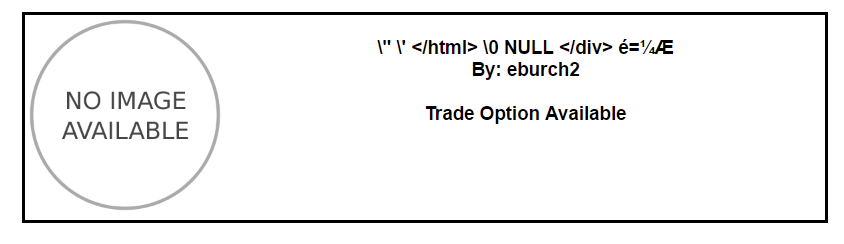 NO IMAGE
AVAILABLE
\" \' </html> \0 NULL </div> é=¼Æ
By: eburch2
Trade Option Available